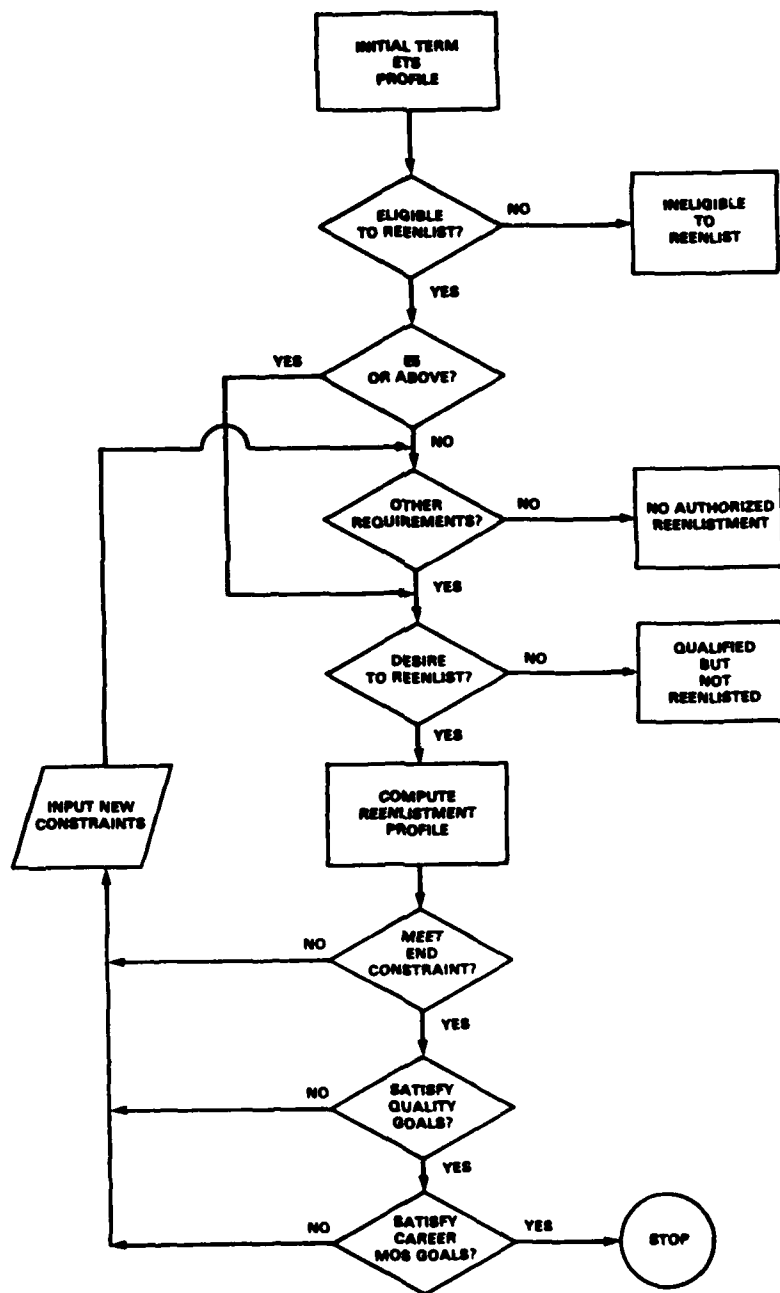 INITIAL TERM
ETS
PROFILE
ELIGIBLE
TO REENLIST?
NO
INELIGIBLE
TO
REENLIST
YES
YES
E5
OR ABOVE?
NO
OTHER
REQUIREMENTS?
NO
NO AUTHORIZED
REENLISTMENT
YES
DESIRE
TO REENLIST?
NO
QUALIFIED
BUT
NOT
REENLISTED
YES
INPUT NEW
CONSTRAINTS
COMPUTE
REENLISTMENT
PROFILE
NO
MEET
END
CONSTRAINT?
YES
NO
SATISFY
QUALITY
GOALS?
YES
NO
SATISFY
CAREER
MOS GOALS?
YES
STOP